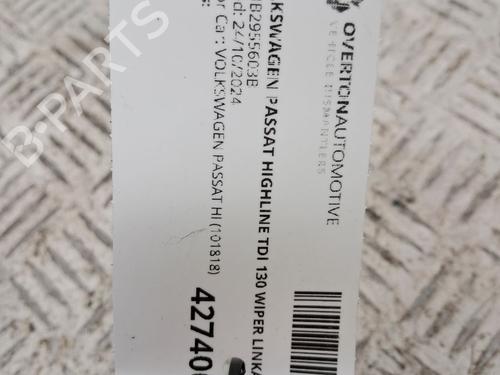 OVERTONAUTOMOTIVE
VEHICLE DISMANTLERS
KSWAGEN PASSAT HIGHLINE TDI 130 WIPER LINKA
B2955603B
d: 24/10/2024
or Car: VOLKSWAGEN PASSAT HI (101818)
s:
42740
B-PARTS